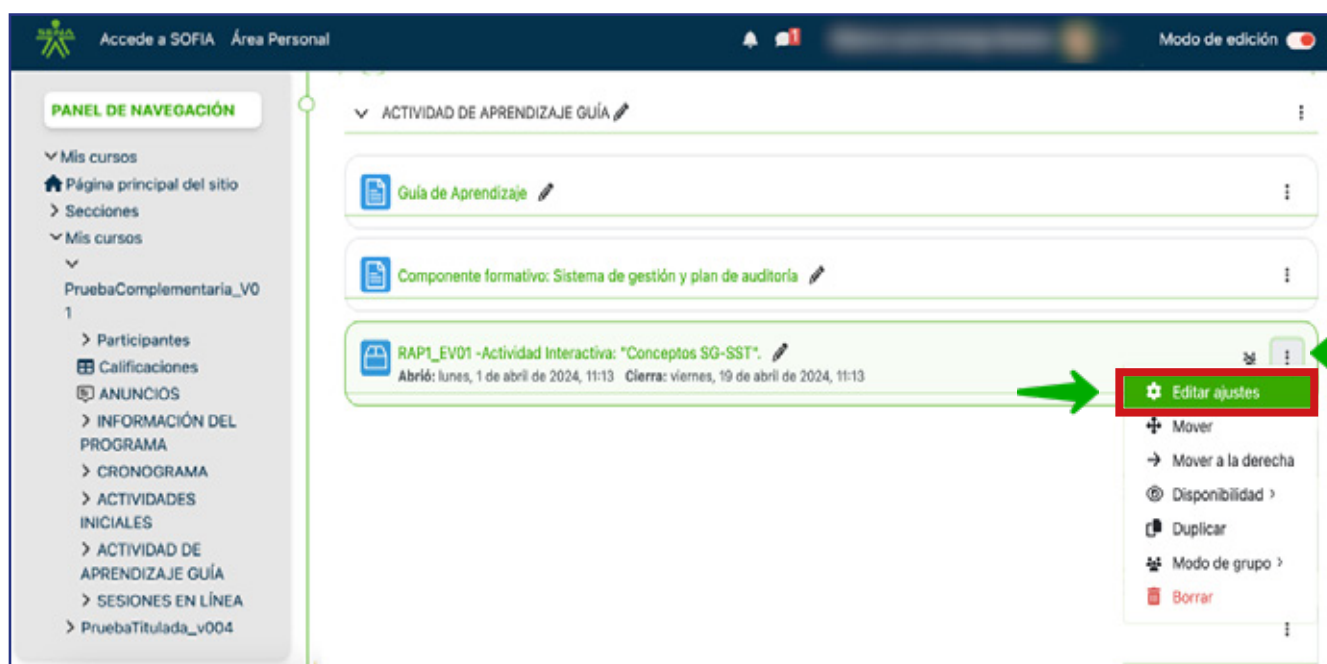 SENA
Accede a SOFIA Área Personal
1
Modo de edición
PANEL DE NAVEGACIÓN
Mis cursos
Página principal del sitio
Secciones
Mis cursos
PruebaComplementaria_V0
1
Participantes
Calificaciones
ANUNCIOS
INFORMACIÓN DEL
PROGRAMA
CRONOGRAMA
ACTIVIDADES
INICIALES
ACTIVIDAD DE
APRENDIZAJE GUÍA
SESIONES EN LÍNEA
PruebaTitulada_v004
ACTIVIDAD DE APRENDIZAJE GUÍA
Guía de Aprendizaje
Componente formativo: Sistema de gestión y plan de auditoría
RAP1_EV01 -Actividad Interactiva: "Conceptos SG-SST".
Abrió: lunes, 1 de abril de 2024, 11:13 Cierra: viernes, 19 de abril de 2024, 11:13
Editar ajustes
Mover
Mover a la derecha
Disponibilidad
Duplicar
Modo de grupo
Borrar